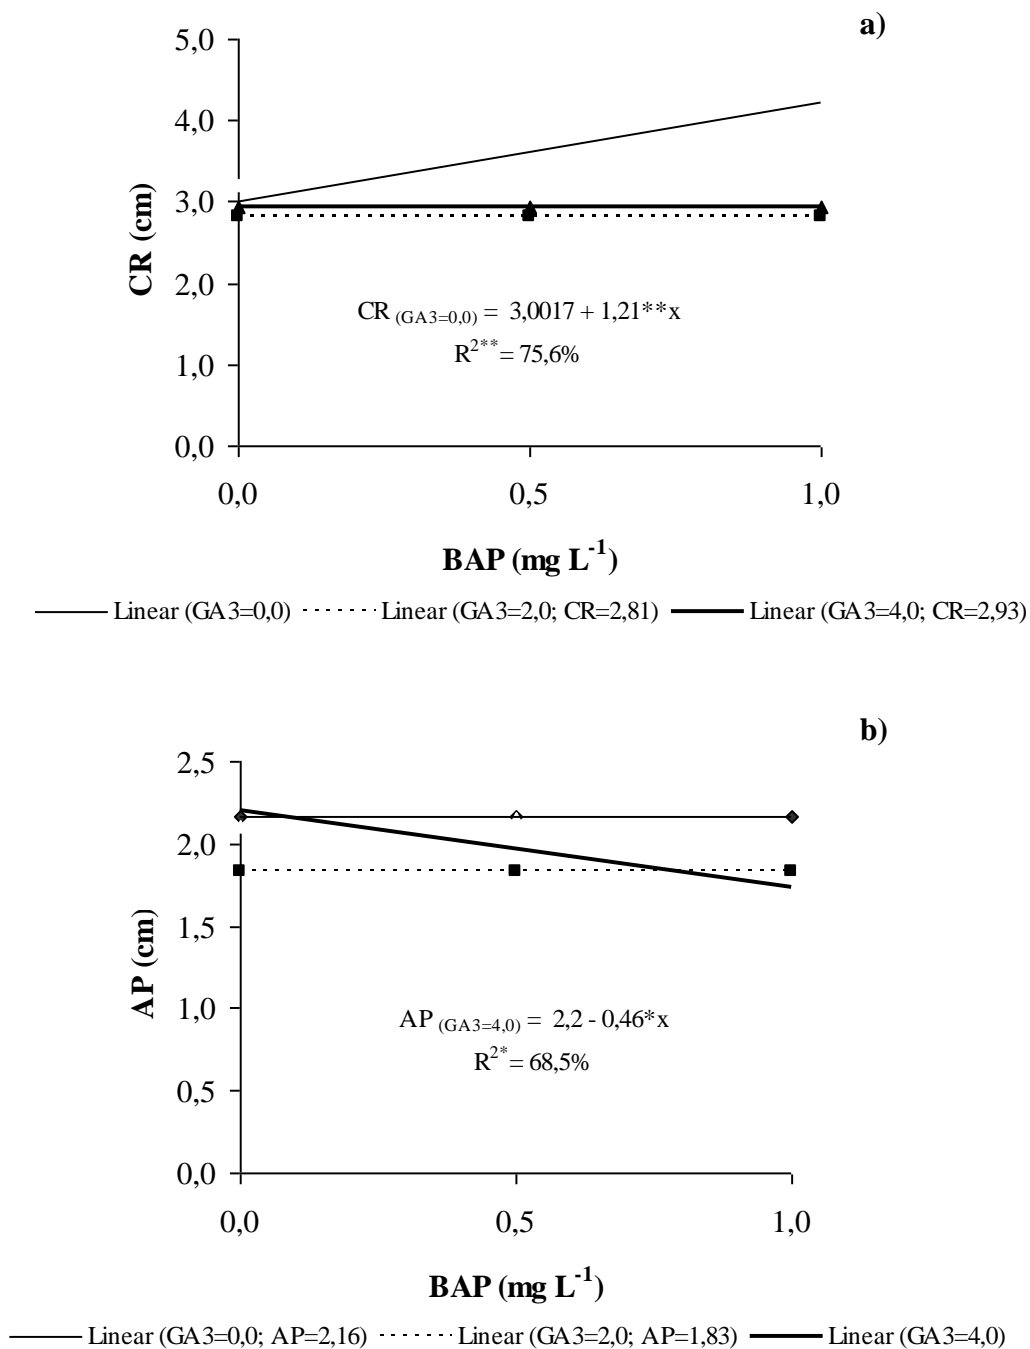 a)
5,0
4,0
3,0
2,0
1,0
0,0
CR (cm)
CR (GA3=0,0) = 3,0017 + 1,21**x
R2** = 75,6%
0,0 0,5 1,0
BAP (mg L-1)
Linear (GA3=0,0) Linear (GA3=2,0; CR=2,81) Linear (GA3=4,0; CR=2,93)
b)
2,5
2,0
1,5
1,0
0,5
0,0
AP (cm)
AP (GA3=4,0) = 2,2 - 0,46*x
R2* = 68,5%
0,0 0,5 1,0
BAP (mg L-1)
Linear (GA3=0,0; AP=2,16) Linear (GA3=2,0; AP=1,83) Linear (GA3=4,0)